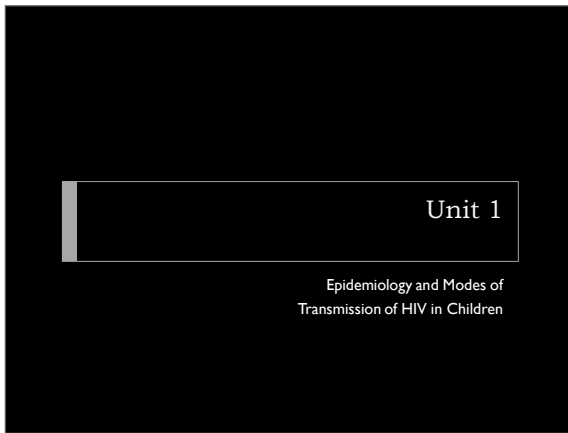 Unit 1
Epidemiology and Modes of
Transmission of HIV in Children